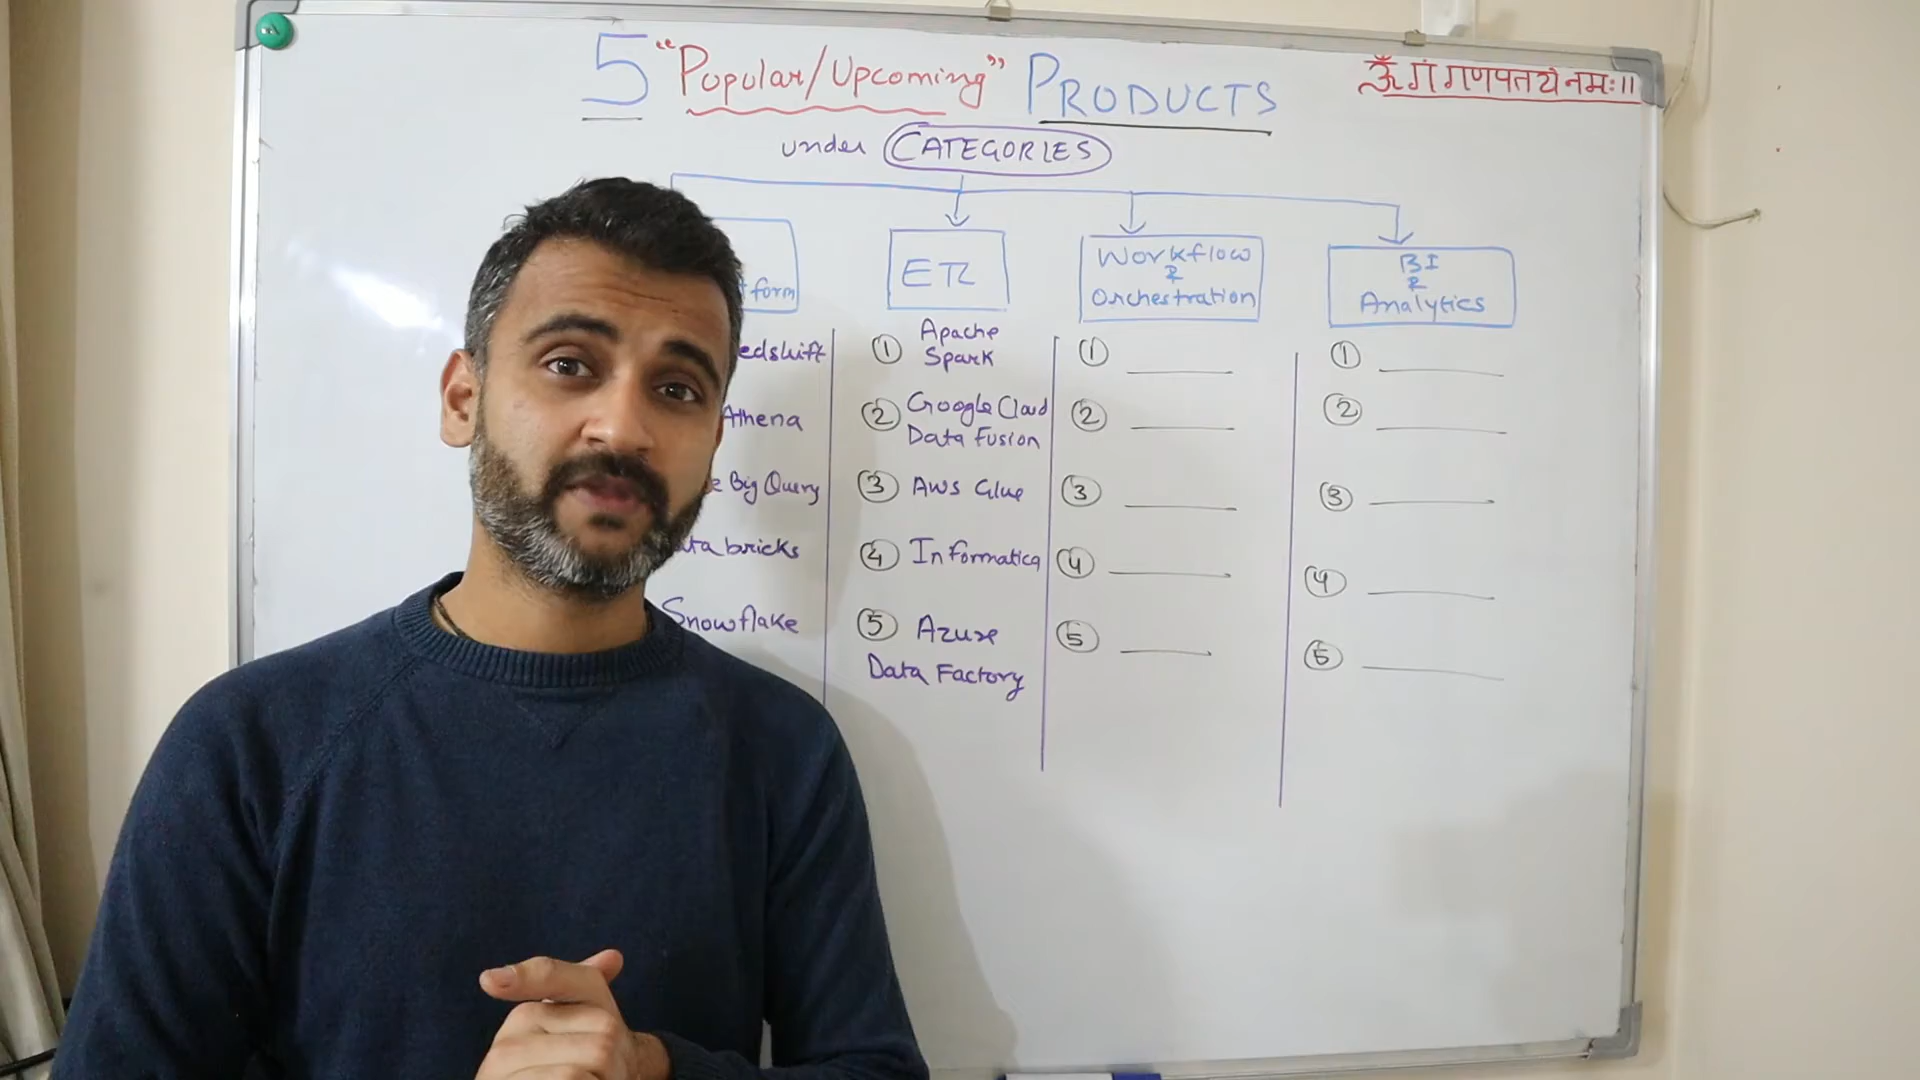 5 "Popular/Upcoming" PRODUCTS
ॐ गं गणपतये नमः॥
under CATEGORIES
form
ETL
Workflow
&
Orchestration
BI
&
Analytics
edshift
Athena
e Big Query
ta bricks
Snowflake
① Apache
Spark
② Google Cloud
Data Fusion
③ AWS Glue
④ Informatica
⑤ Azure
Data Factory
①
②
③
④
⑤
①
②
③
④
⑤